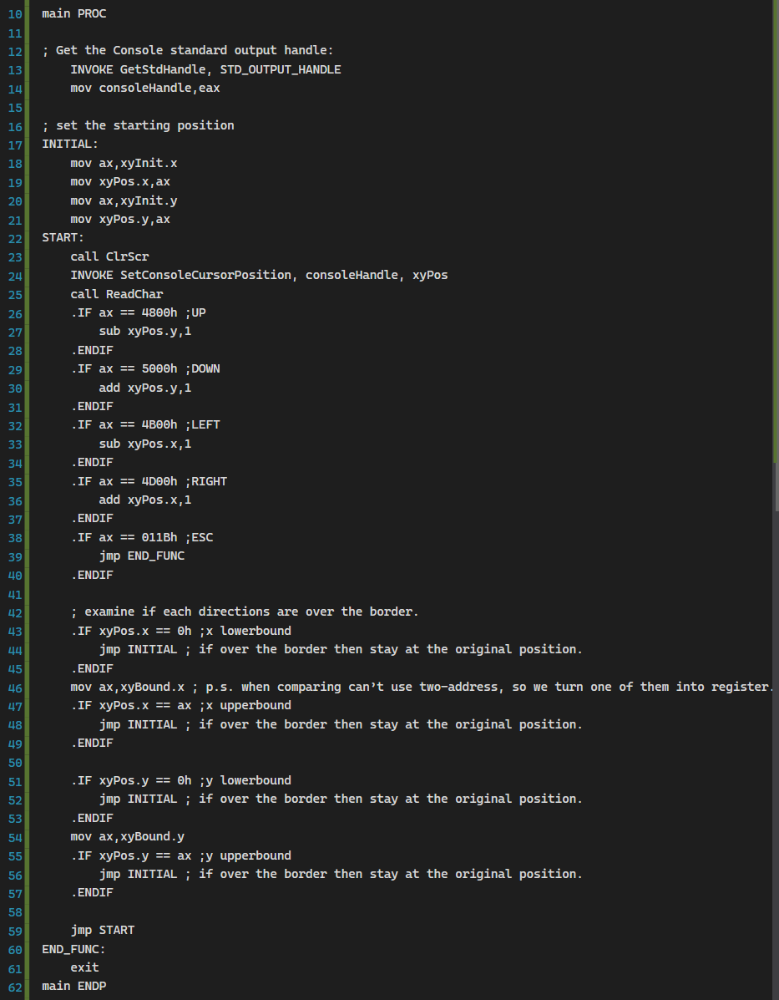 10 main PROC
11
12 ; Get the Console standard output handle:
13     INVOKE GetStdHandle, STD_OUTPUT_HANDLE
14     mov consoleHandle,eax
15
16 ; set the starting position
17 INITIAL:
18     mov ax,xyInit.x
19     mov xyPos.x,ax
20     mov ax,xyInit.y
21     mov xyPos.y,ax
22 START:
23     call ClrScr
24     INVOKE SetConsoleCursorPosition, consoleHandle, xyPos
25     call ReadChar
26     .IF ax == 4800h ;UP
27         sub xyPos.y,1
28     .ENDIF
29     .IF ax == 5000h ;DOWN
30         add xyPos.y,1
31     .ENDIF
32     .IF ax == 4B00h ;LEFT
33         sub xyPos.x,1
34     .ENDIF
35     .IF ax == 4D00h ;RIGHT
36         add xyPos.x,1
37     .ENDIF
38     .IF ax == 011Bh ;ESC
39         jmp END_FUNC
40     .ENDIF
41
42     ; examine if each directions are over the border.
43     .IF xyPos.x == 0h ;x lowerbound
44         jmp INITIAL ; if over the border then stay at the original position.
45     .ENDIF
46     mov ax,xyBound.x ; p.s. when comparing can't use two-address, so we turn one of them into register.
47     .IF xyPos.x == ax ;x upperbound
48         jmp INITIAL ; if over the border then stay at the original position.
49     .ENDIF
50
51     .IF xyPos.y == 0h ;y lowerbound
52         jmp INITIAL ; if over the border then stay at the original position.
53     .ENDIF
54     mov ax,xyBound.y
55     .IF xyPos.y == ax ;y upperbound
56         jmp INITIAL ; if over the border then stay at the original position.
57     .ENDIF
58
59     jmp START
60 END_FUNC:
61     exit
62 main ENDP